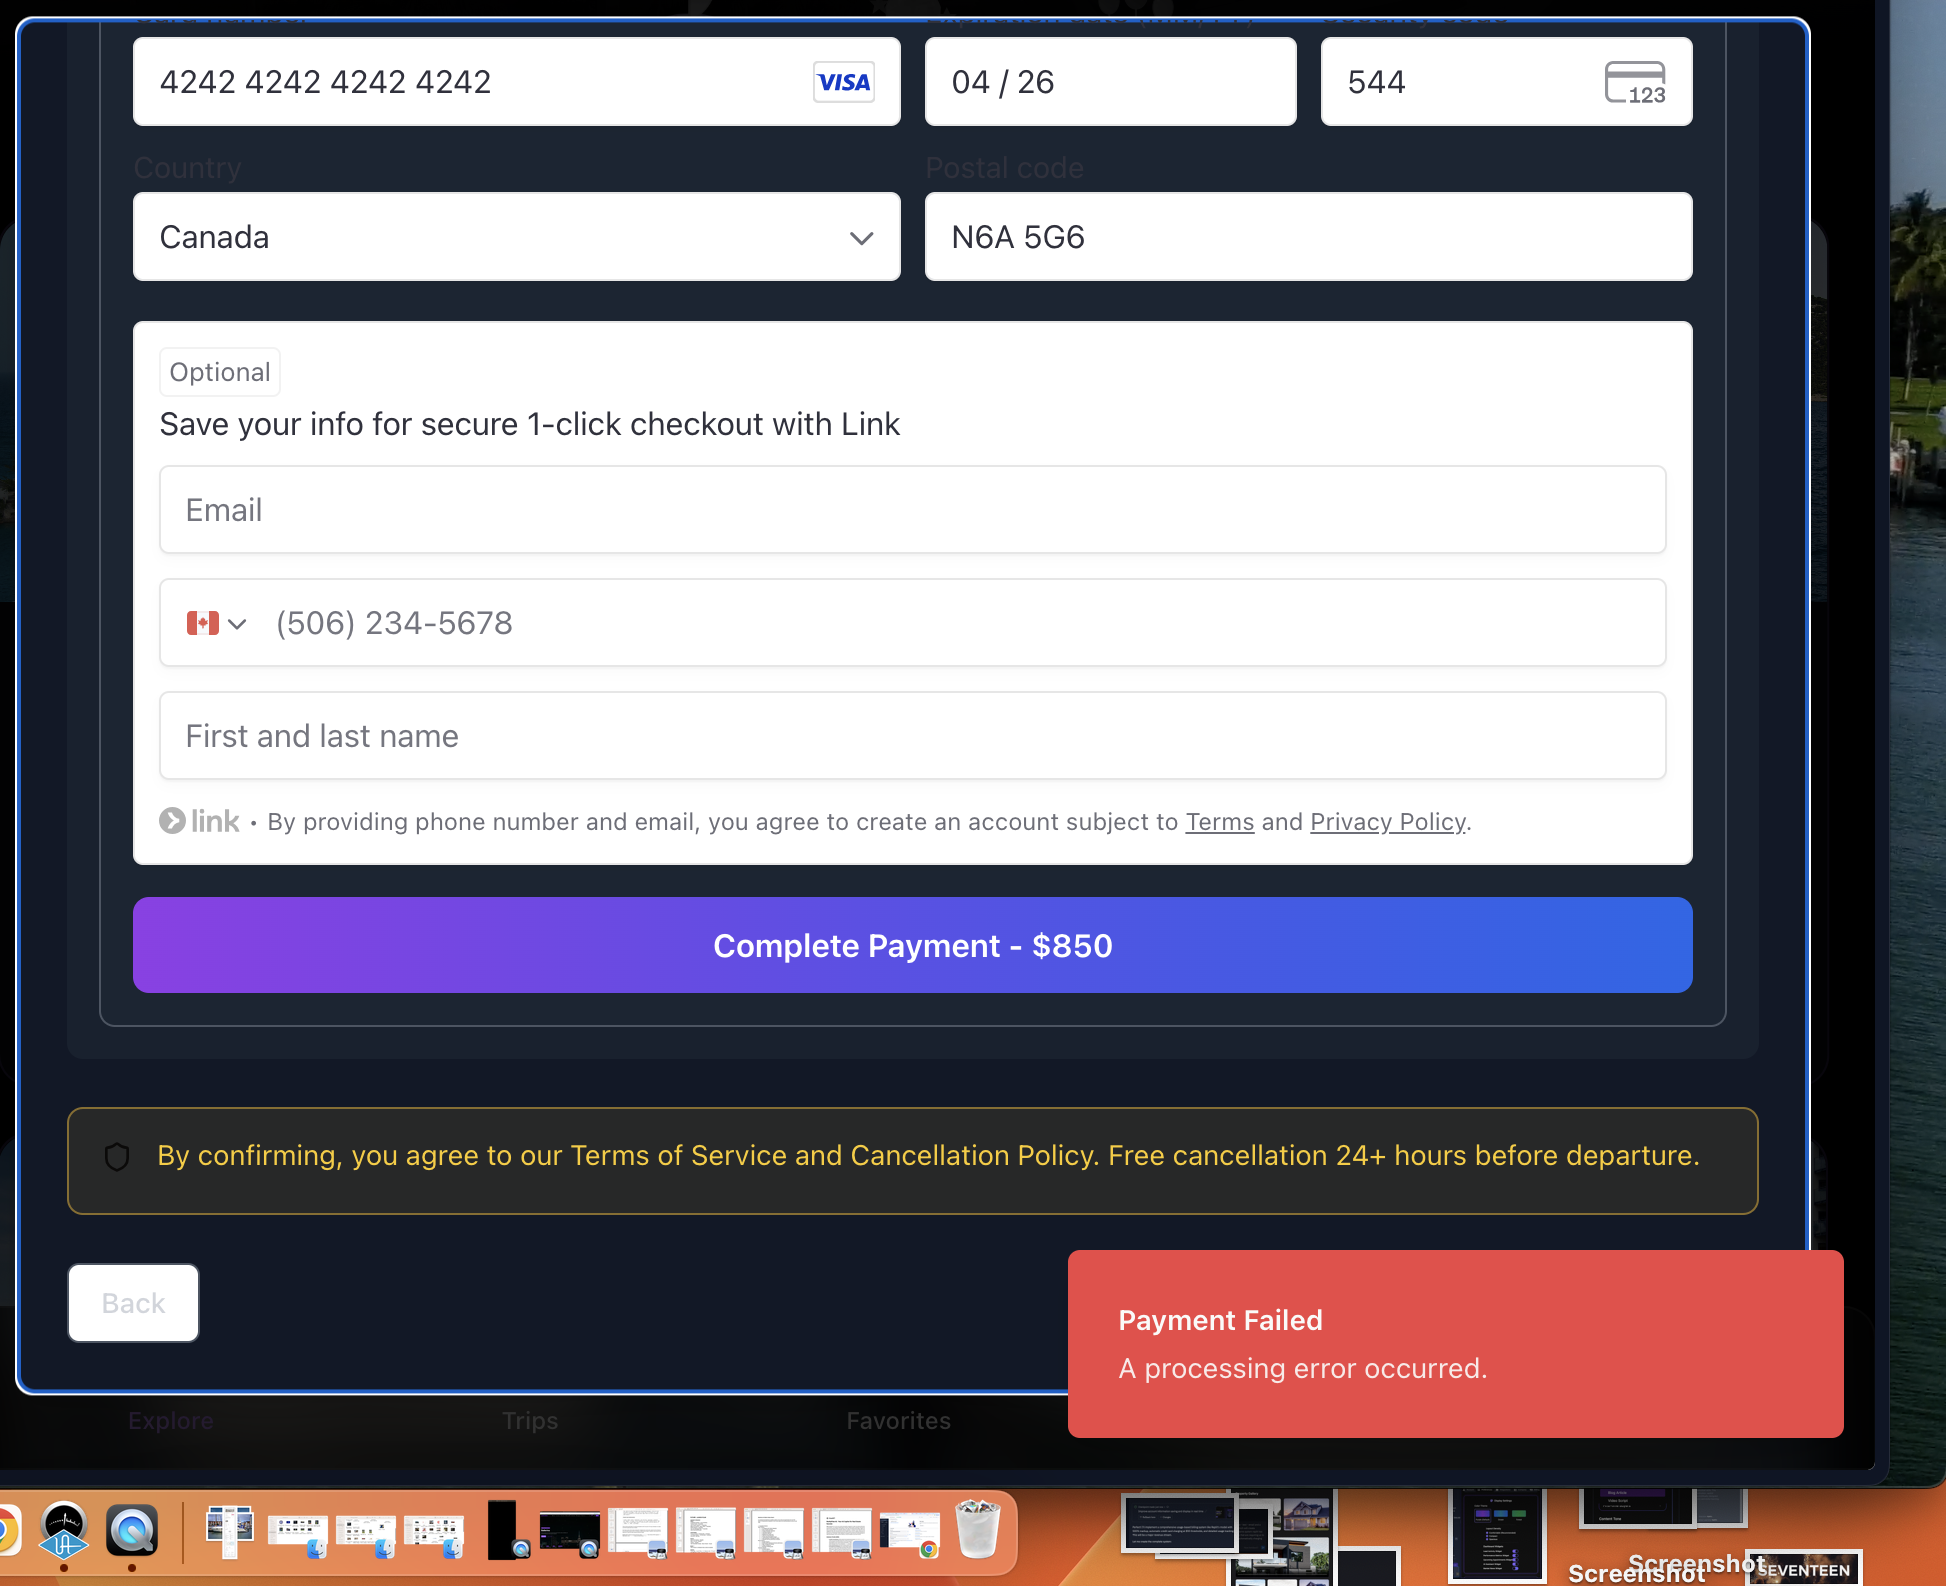 4242 4242 4242 4242
VISA
04 / 26
544
123
Country
Postal code
Canada
N6A 5G6
Optional
Save your info for secure 1-click checkout with Link
Email
(506) 234-5678
First and last name
link • By providing phone number and email, you agree to create an account subject to Terms and Privacy Policy.
Complete Payment - $850
By confirming, you agree to our Terms of Service and Cancellation Policy. Free cancellation 24+ hours before departure.
Back
Payment Failed
A processing error occurred.
Explore
Trips
Favorites
Screenshot
Screenshot
SEVENTEEN